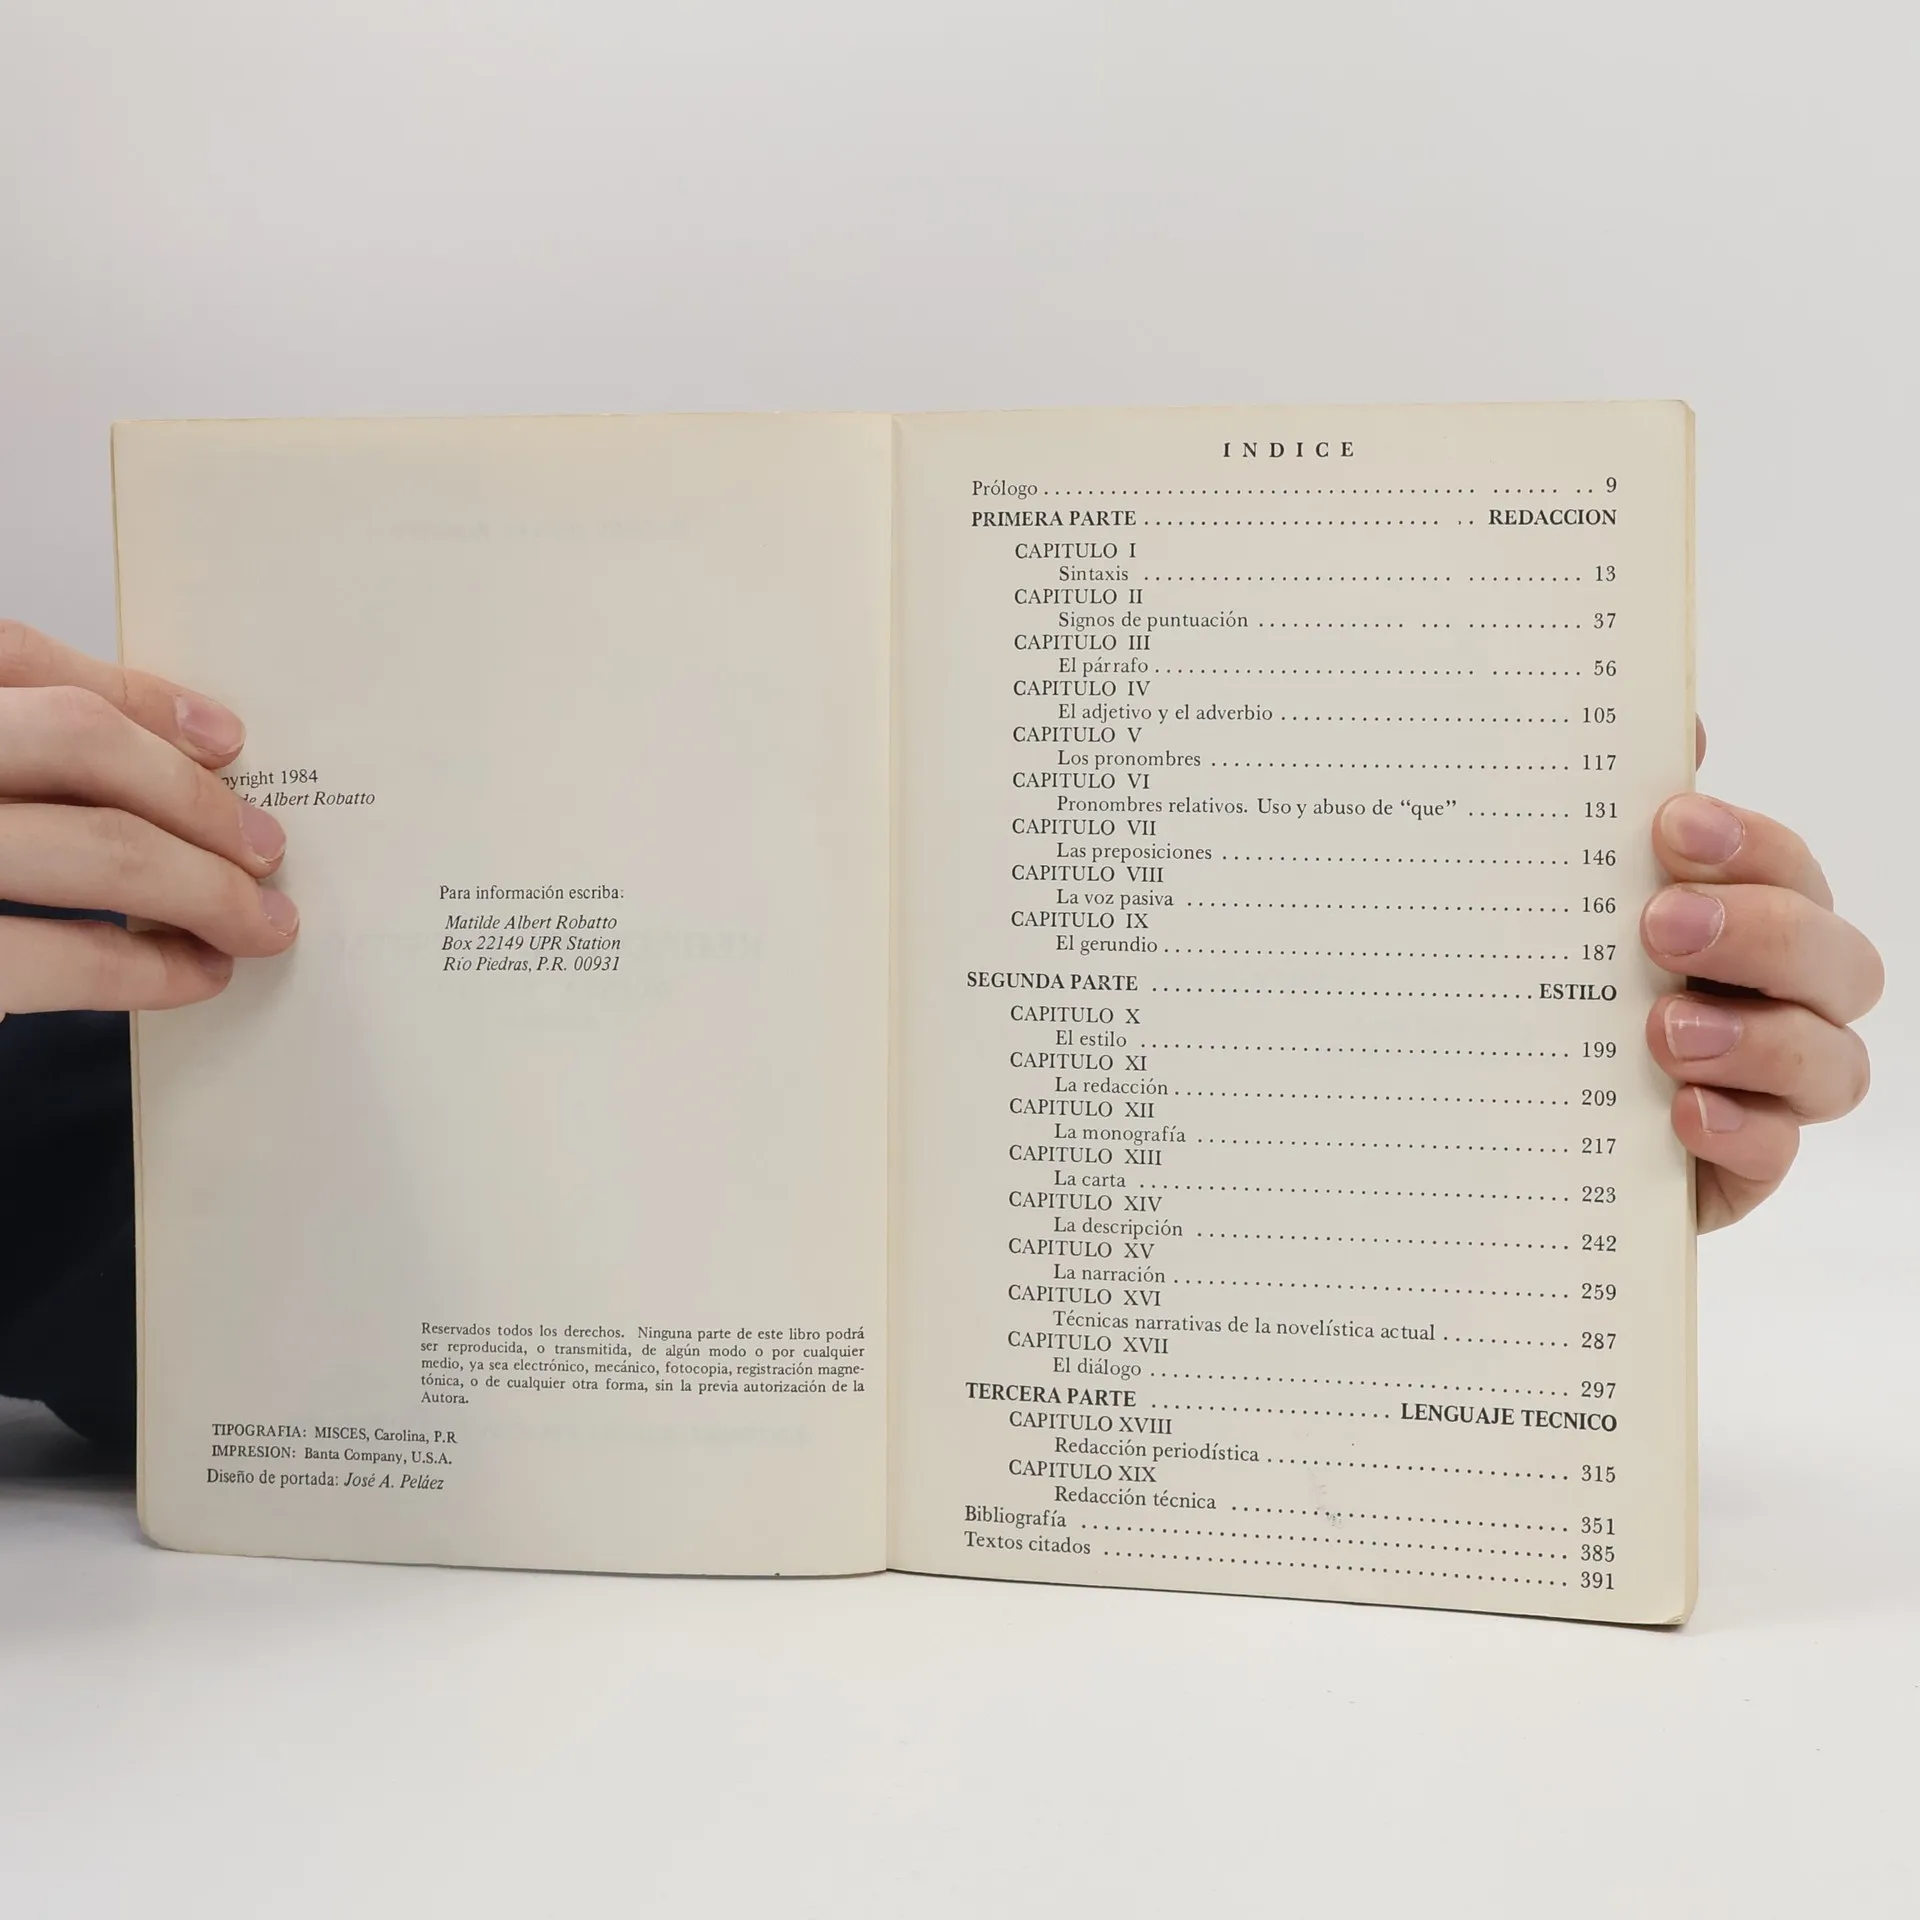 1984
Albert Robatto
Para información escriba:
Matilde Albert Robatto
Box 22149 UPR Station
Río Piedras, P.R. 00931
Reservados todos los derechos. Ninguna parte de este libro podrá
ser reproducida, o transmitida, de algún modo o por cualquier
medio, ya sea electrónico, mecánico, fotocopia, registración magne-
tónica, o de cualquier otra forma, sin la previa autorización de la
Autora.
TIPOGRAFIA: MISCES, Carolina, P.R
IMPRESION: Banta Company, U.S.A.
Diseño de portada: José A. Peláez
INDICE
Prólogo ........ 9
PRIMERA PARTE ........ REDACCION
CAPITULO I
Sintaxis ........ 13
CAPITULO II
Signos de puntuación ........ 37
CAPITULO III
El párrafo ........ 56
CAPITULO IV
El adjetivo y el adverbio ........ 105
CAPITULO V
Los pronombres ........ 117
CAPITULO VI
Pronombres relativos. Uso y abuso de “que” ........ 131
CAPITULO VII
Las preposiciones ........ 146
CAPITULO VIII
La voz pasiva ........ 166
CAPITULO IX
El gerundio ........ 187
SEGUNDA PARTE ........ ESTILO
CAPITULO X
El estilo ........ 199
CAPITULO XI
La redacción ........ 209
CAPITULO XII
La monografía ........ 217
CAPITULO XIII
La carta ........ 223
CAPITULO XIV
La descripción ........ 242
CAPITULO XV
La narración ........ 259
CAPITULO XVI
Técnicas narrativas de la novelística actual ........ 287
CAPITULO XVII
El diálogo ........ 297
TERCERA PARTE ........ LENGUAJE TECNICO
CAPITULO XVIII
Redacción periodística ........ 315
CAPITULO XIX
Redacción técnica ........ 351
Bibliografía ........ 385
Textos citados ........ 391